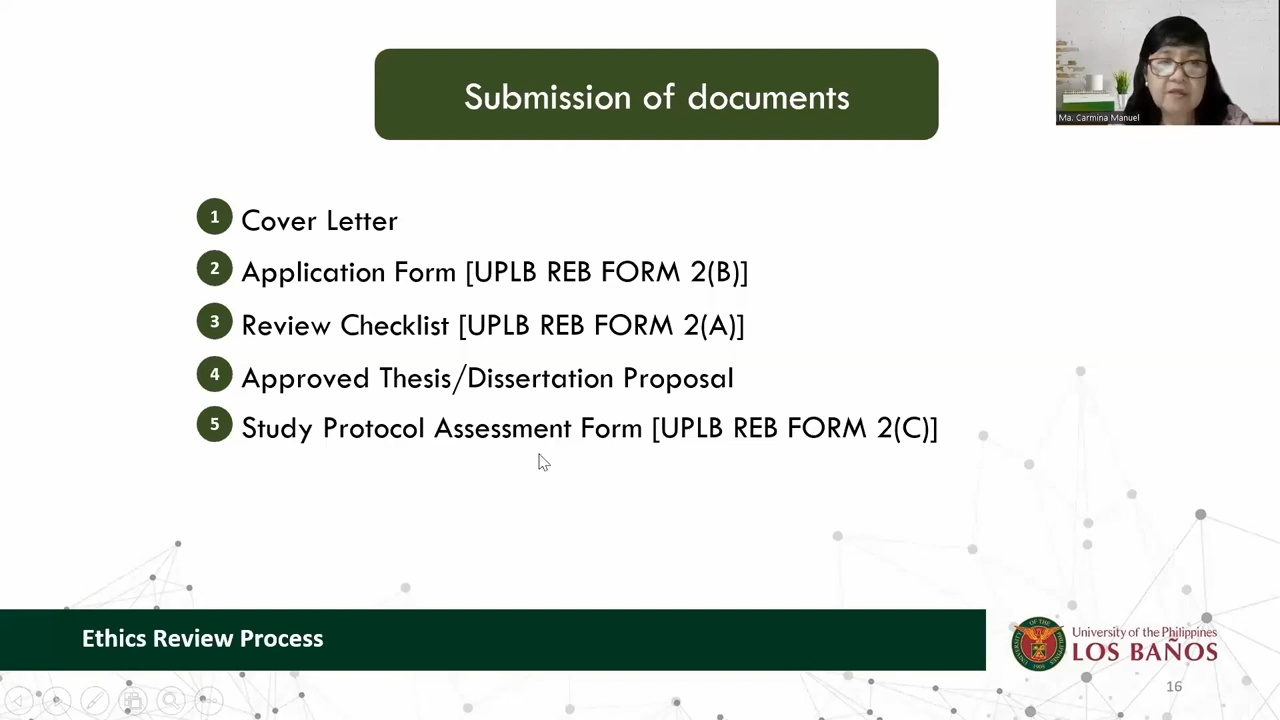 Submission of documents
Ma. Carmina Manuel
1 Cover Letter
2 Application Form [UPLB REB FORM 2(B)]
3 Review Checklist [UPLB REB FORM 2(A)]
4 Approved Thesis/Dissertation Proposal
5 Study Protocol Assessment Form [UPLB REB FORM 2(C)]
Ethics Review Process
University of the Philippines
LOS BAÑOS
16